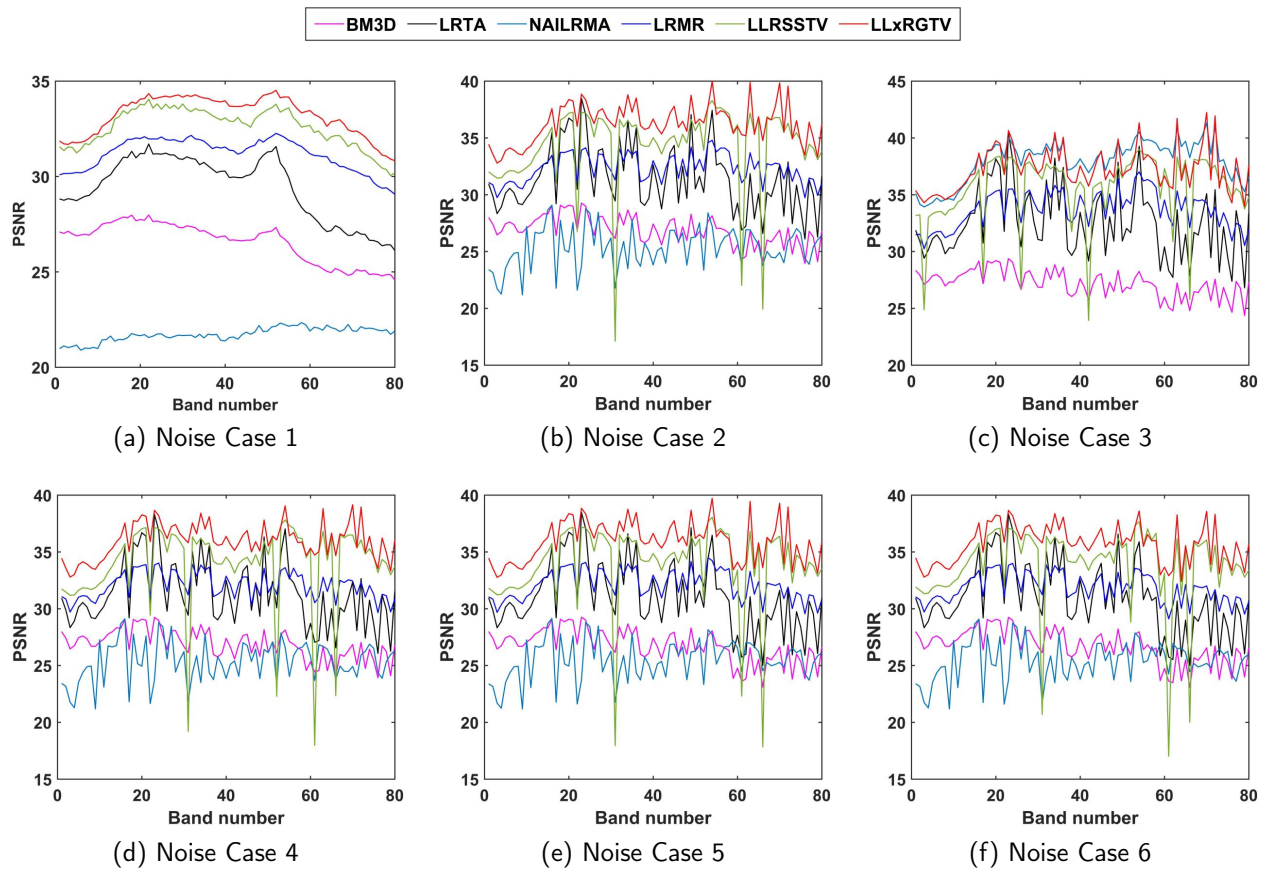 BM3D LRTA NAILRMA LRMR LLRSSTV LLxRGTV
35
30
25
20
0 20 40 60 80
PSNR
Band number
(a) Noise Case 1
40
35
30
25
20
15
0 20 40 60 80
PSNR
Band number
(b) Noise Case 2
45
40
35
30
25
20
0 20 40 60 80
PSNR
Band number
(c) Noise Case 3
40
35
30
25
20
15
0 20 40 60 80
PSNR
Band number
(d) Noise Case 4
40
35
30
25
20
15
0 20 40 60 80
PSNR
Band number
(e) Noise Case 5
40
35
30
25
20
15
0 20 40 60 80
PSNR
Band number
(f) Noise Case 6